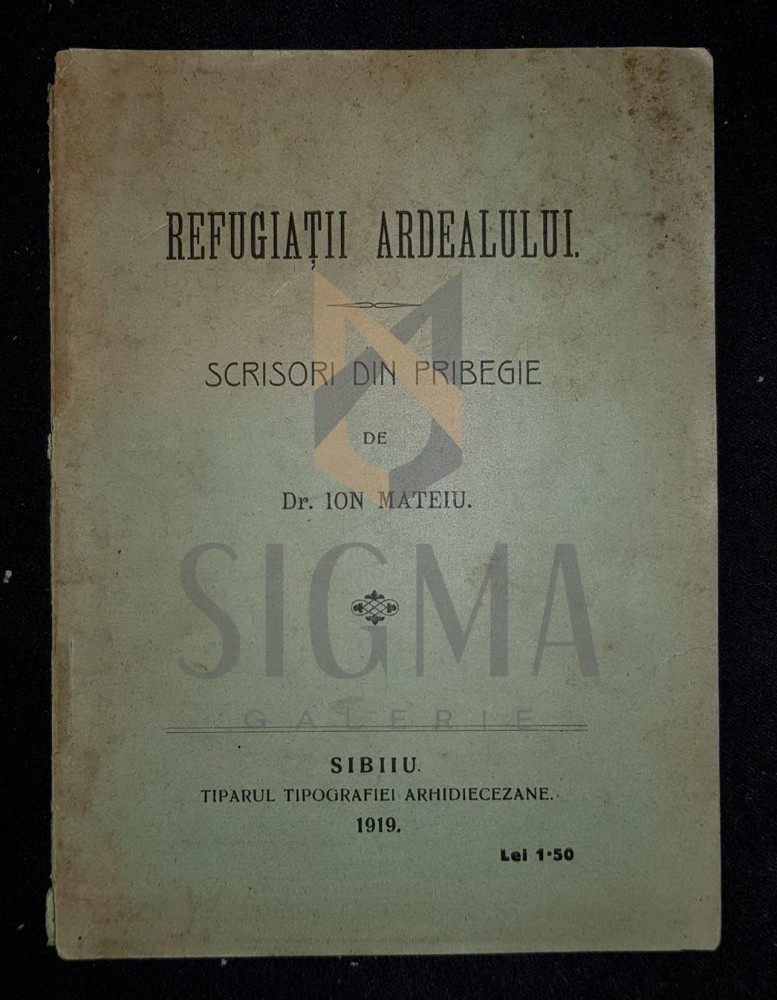 REFUGIAȚII ARDEALULUI.
SCRISORI DIN PRIBEGIE
DE
Dr. ION MATEIU.
SIGMA
GALERIE
SIBIIU.
TIPARUL TIPOGRAFIEI ARHIDIECEZANE.
1919.
Lei 1·50